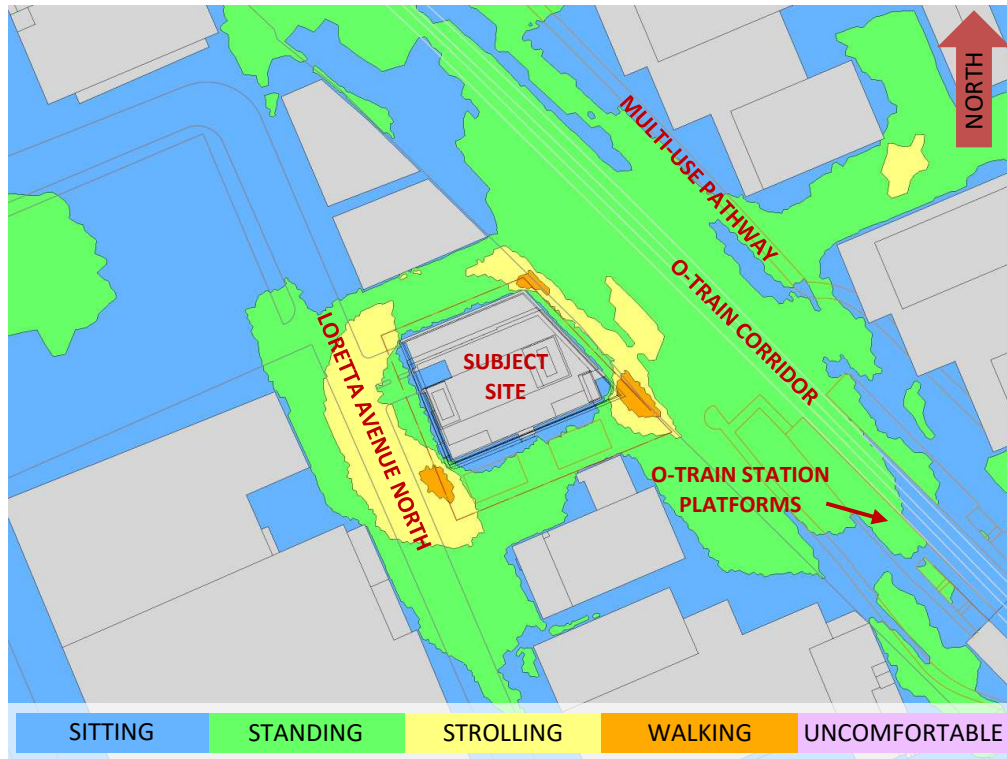 NORTH
MULTI-USE PATHWAY
O-TRAIN CORRIDOR
LORETTA AVENUE NORTH
SUBJECT
SITE
O-TRAIN STATION
PLATFORMS
SITTING
STANDING
STROLLING
WALKING
UNCOMFORTABLE